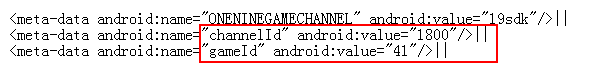 <meta-data android:name="ONENINEGAMECHANNEL" android:value="19sdk"/>||
<meta-data android:name="channelId" android:value="1800"/>||
<meta-data android:name="gameId" android:value="41"/>||